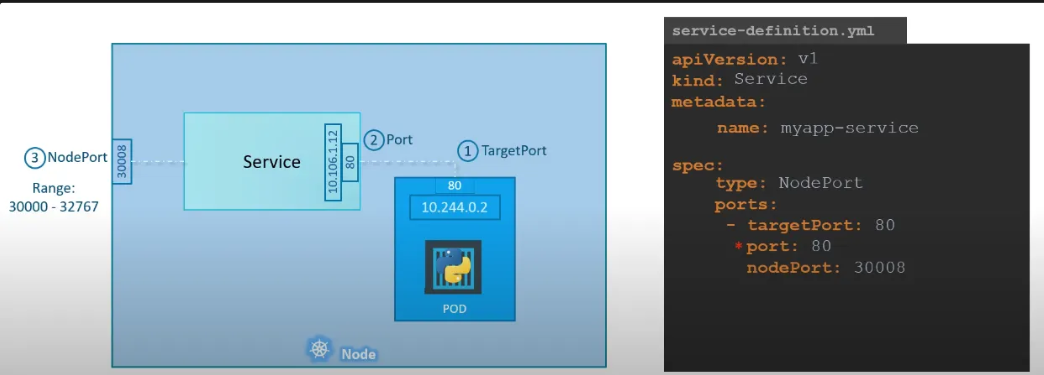 3 NodePort
Range:
30000 - 32767
30008
Service
10.106.1.12
80
2 Port
1 TargetPort
80
10.244.0.2
POD
Node
service-definition.yml
apiVersion: v1
kind: Service
metadata:
name: myapp-service
spec:
type: NodePort
ports:
- targetPort: 80
*port: 80
nodePort: 30008